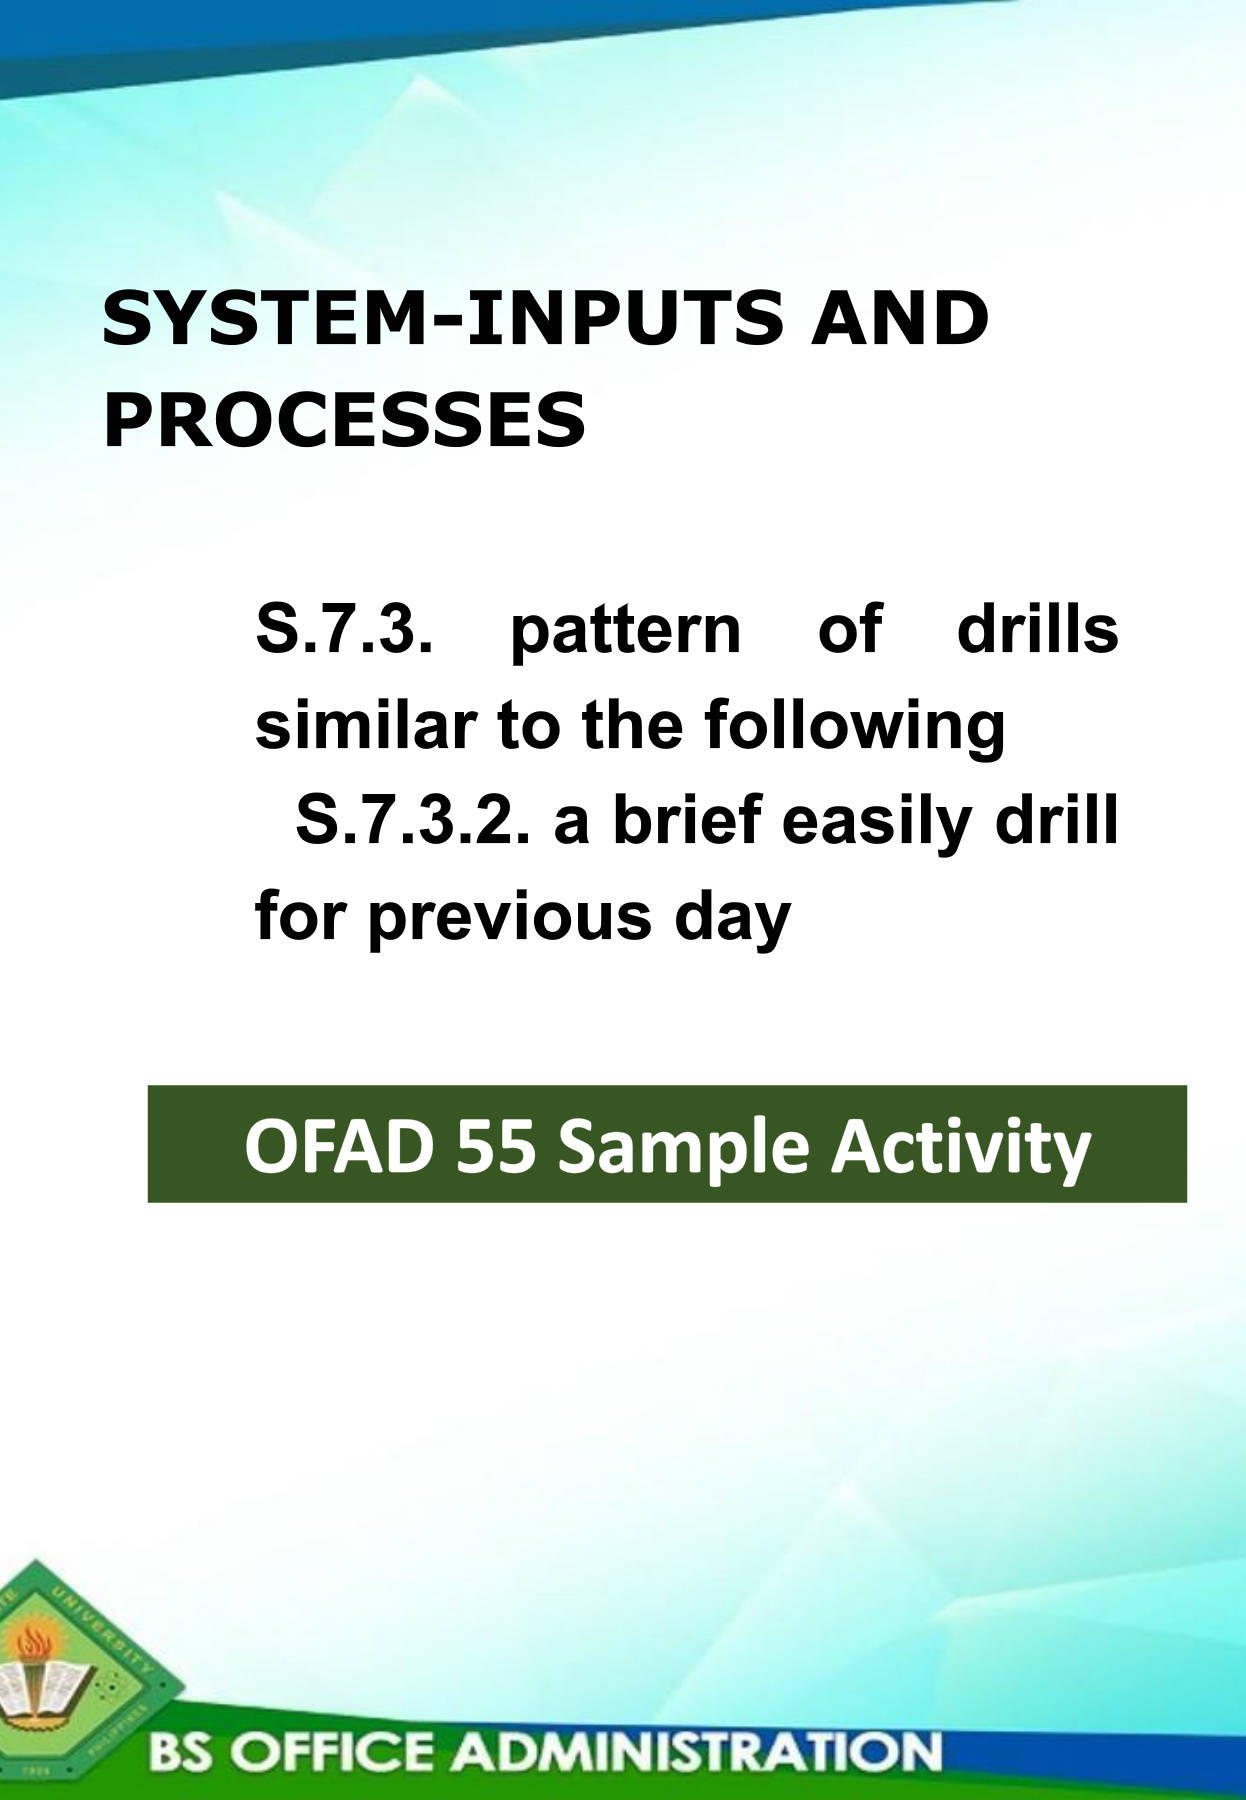 SYSTEM-INPUTS AND
PROCESSES
S.7.3. pattern of drills
similar to the following
S.7.3.2. a brief easily drill
for previous day
OFAD 55 Sample Activity
UNIVERSITY
PHILIPPINES
BS OFFICE ADMINISTRATION